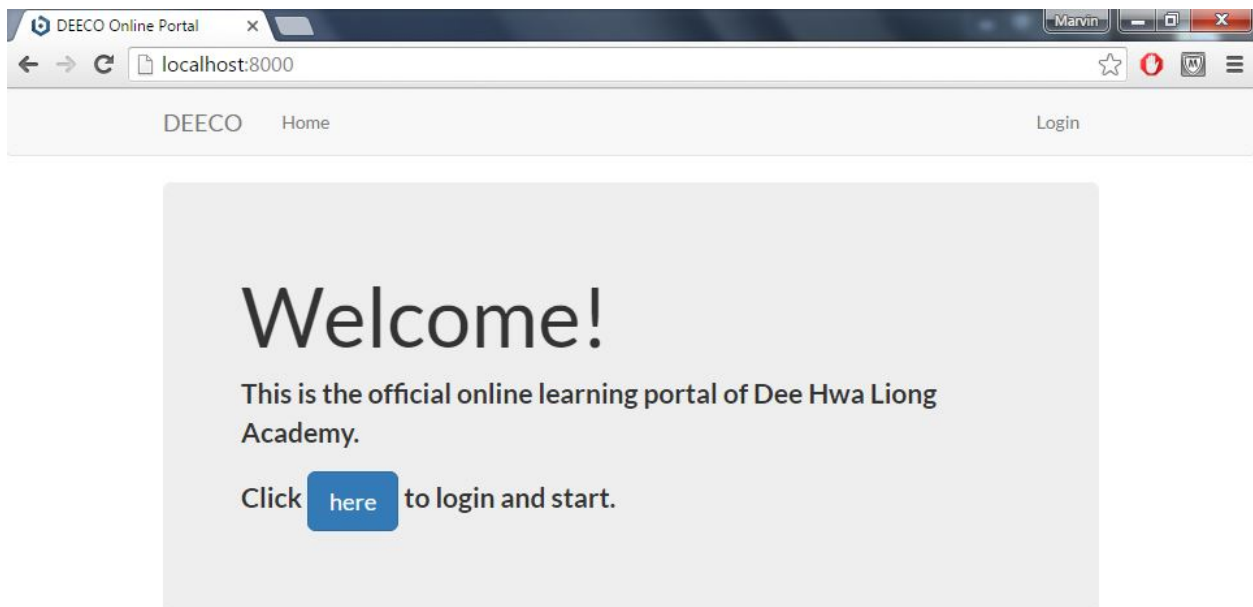 DEECO Online Portal
Marvin
localhost:8000
DEECO Home Login
Welcome!
This is the official online learning portal of Dee Hwa Liong
Academy.
Click here to login and start.